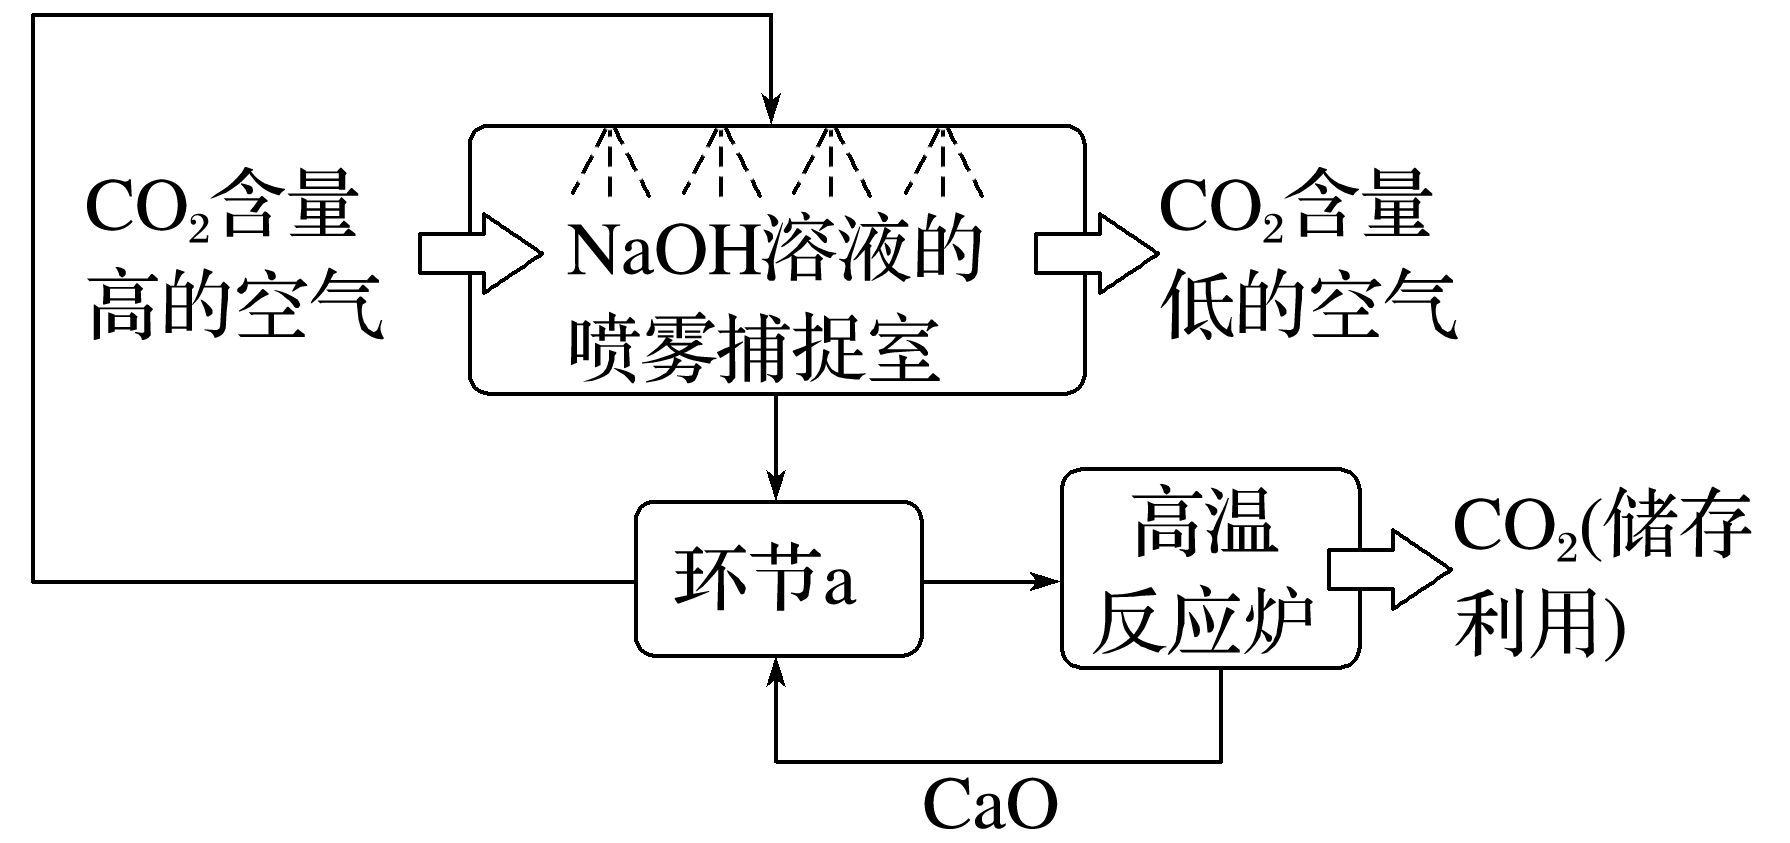 CO₂含量
高的空气
NaOH溶液的
喷雾捕捉室
CO₂含量
低的空气
环节a
高温
反应炉
CO₂(储存
利用)
CaO